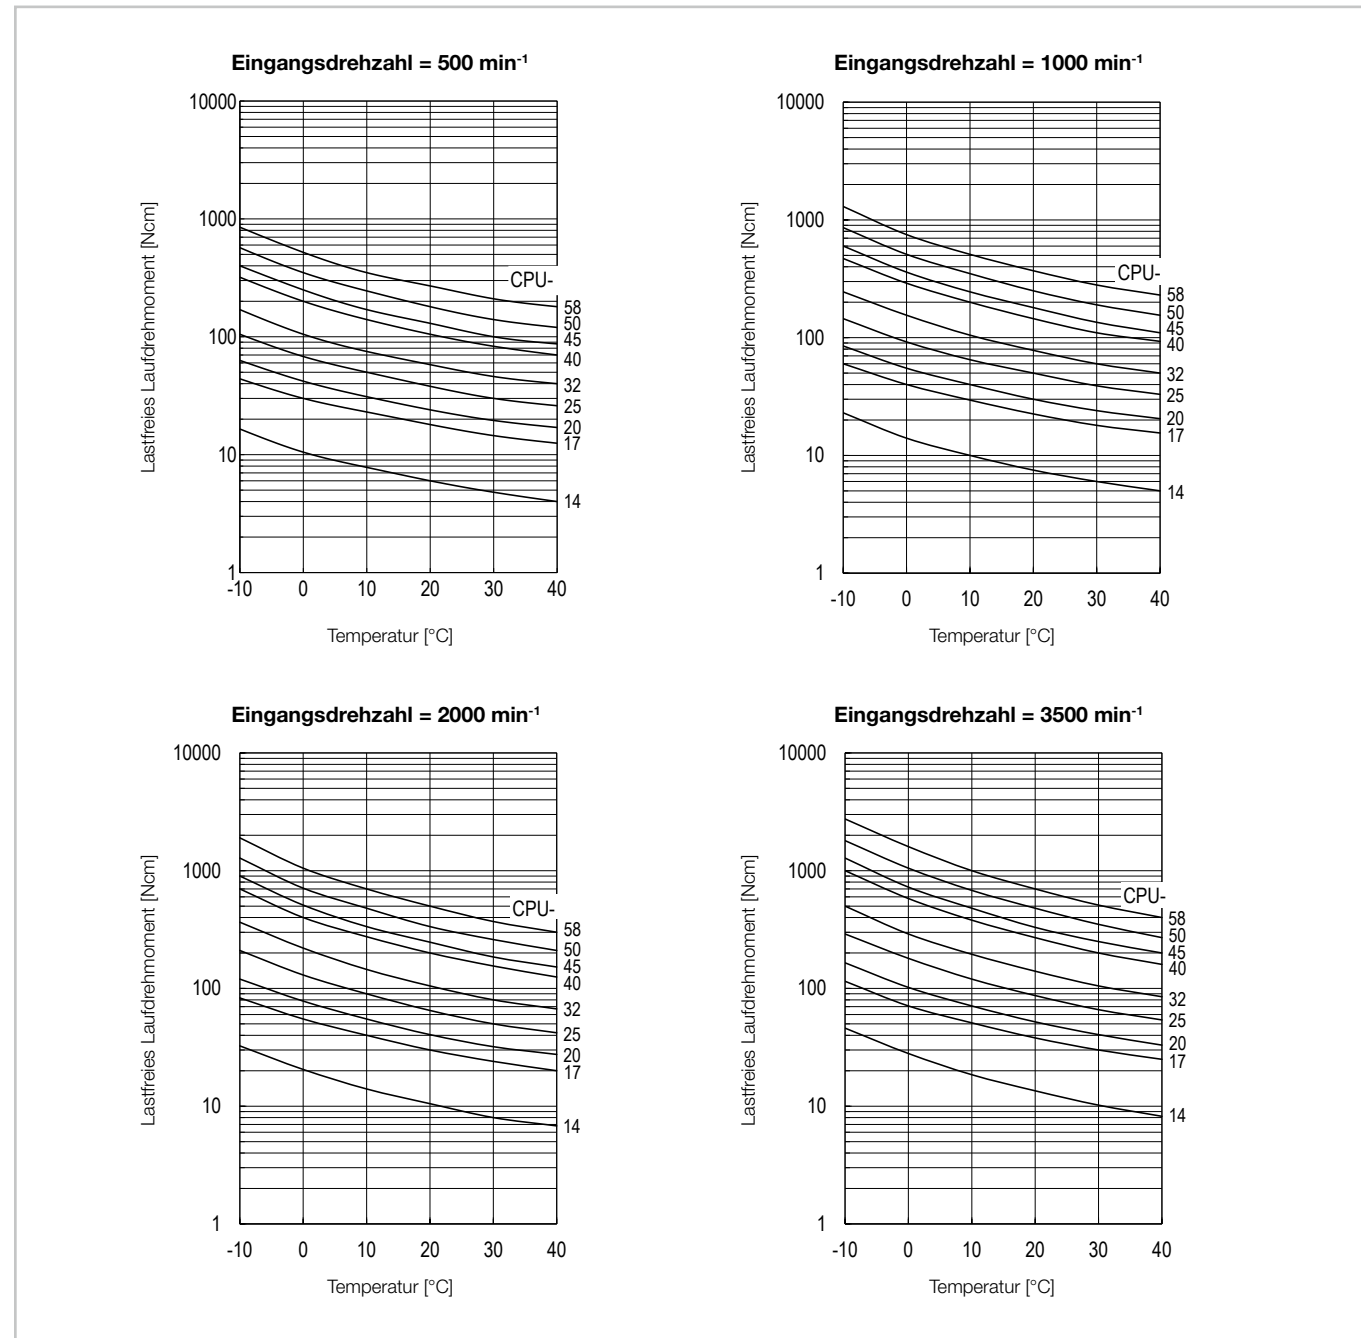 Eingangsdrehzahl = 500 min-1
10000
1000
100
10
1
Lastfreies Laufdrehmoment [Ncm]
CPU-
58
50
45
40
32
25
20
17
14
-10 0 10 20 30 40
Temperatur [°C]
Eingangsdrehzahl = 1000 min-1
10000
1000
100
10
1
Lastfreies Laufdrehmoment [Ncm]
CPU-
58
50
45
40
32
25
20
17
14
-10 0 10 20 30 40
Temperatur [°C]
Eingangsdrehzahl = 2000 min-1
10000
1000
100
10
1
Lastfreies Laufdrehmoment [Ncm]
CPU-
58
50
45
40
32
25
20
17
14
-10 0 10 20 30 40
Temperatur [°C]
Eingangsdrehzahl = 3500 min-1
10000
1000
100
10
1
Lastfreies Laufdrehmoment [Ncm]
CPU-
58
50
45
40
32
25
20
17
14
-10 0 10 20 30 40
Temperatur [°C]